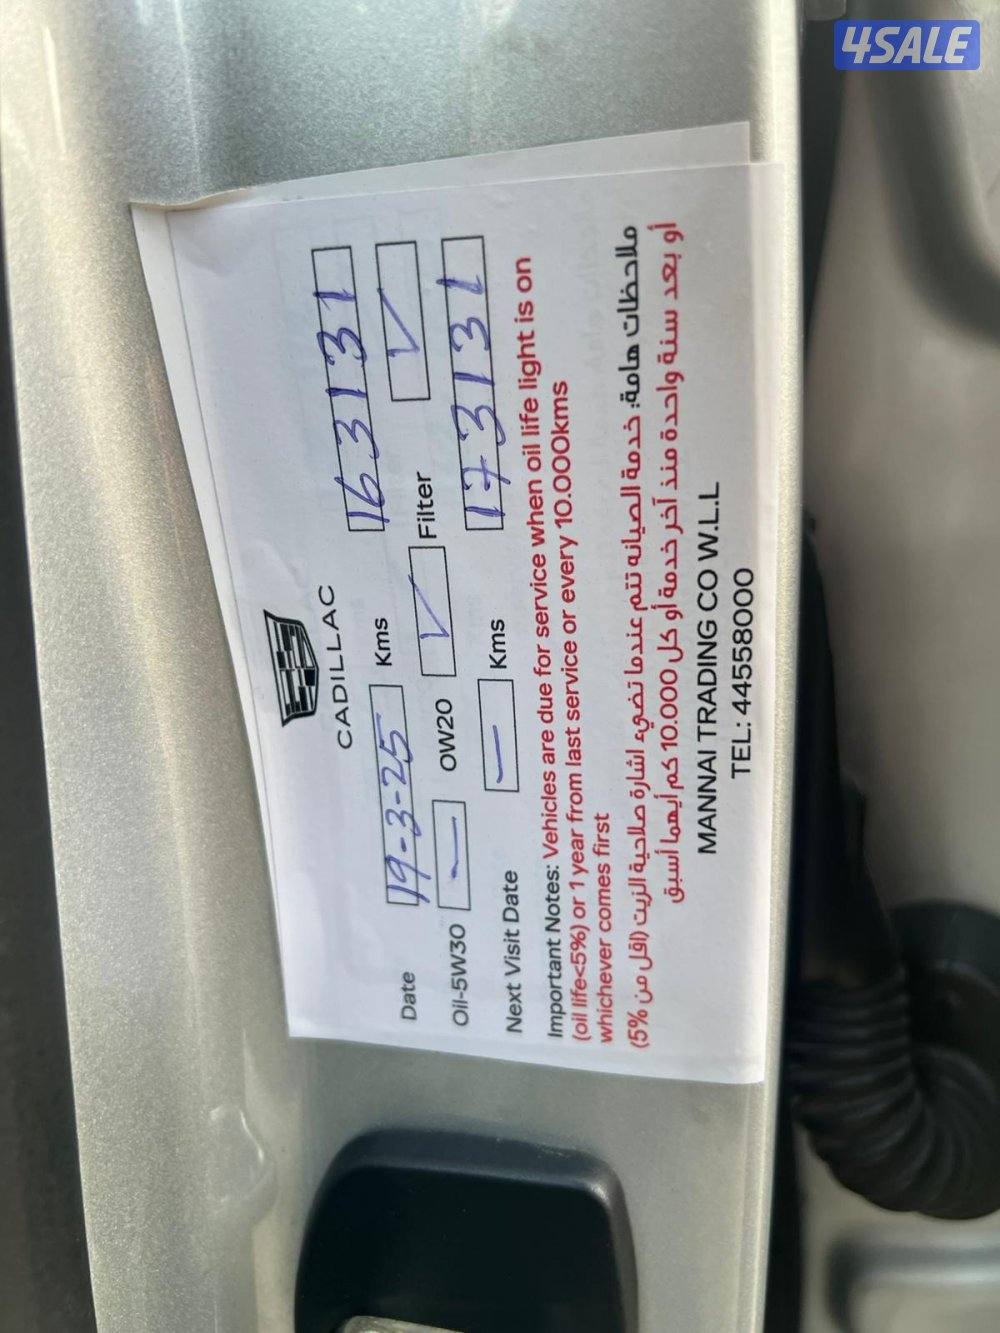 4SALE
CADILLAC
Date 19-3-25 Kms 163131
Oil-5W30 — 0W20 ✓ Filter ✓
Next Visit Date — Kms 173131
Important Notes: Vehicles are due for service when oil life light is on
(oil life<5%) or 1 year from last service or every 10.000kms
whichever comes first
ملاحظات هامة: خدمة الصيانه تتم عندما تضيء اشارة صلاحية الزيت (اقل من 5%)
أو بعد سنة واحدة منذ آخر خدمة أو كل 10.000 كم أيهما أسبق
MANNAI TRADING CO W.L.L
TEL: 44558000